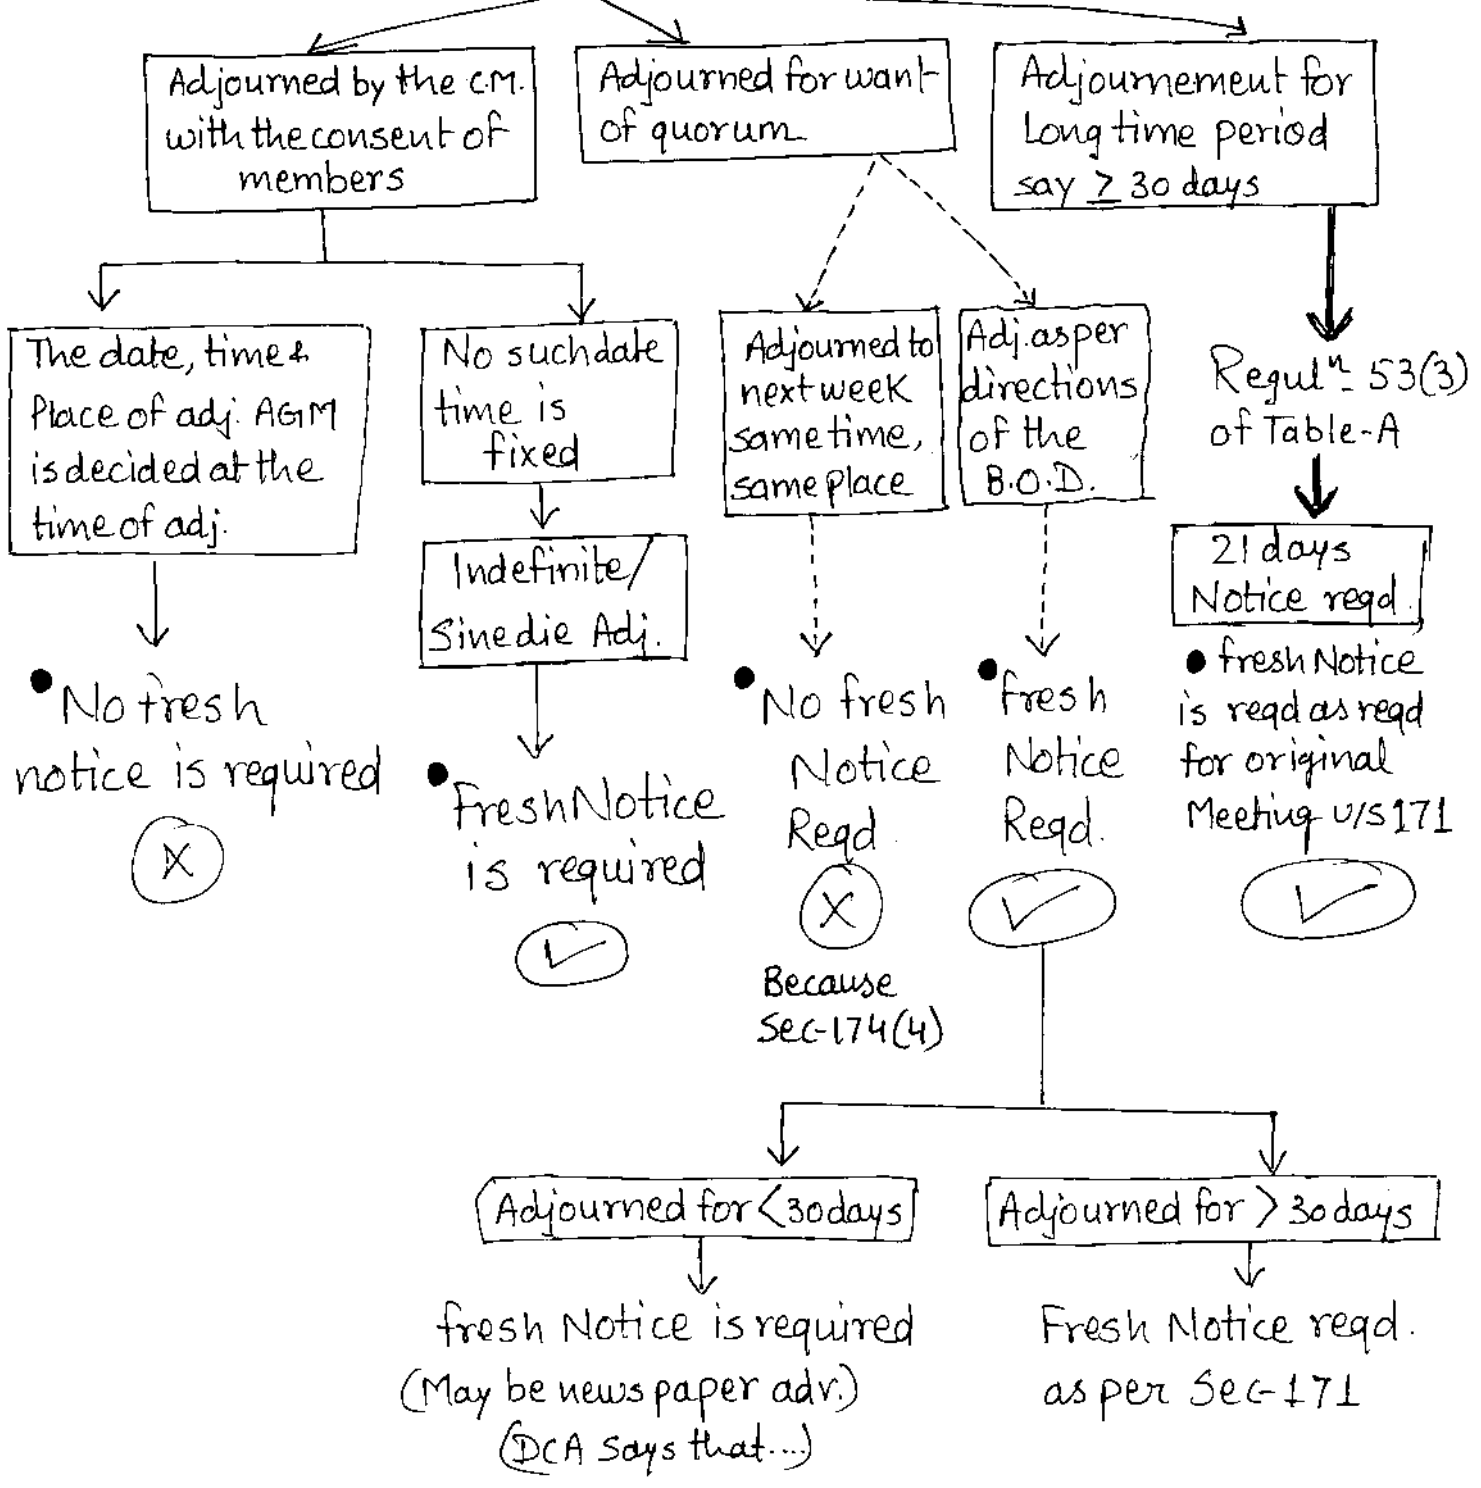 Adjourned by the C.M.
with the consent of
members
Adjourned for want
of quorum
Adjournement for
Long time period
say ≥ 30 days
The date, time &
Place of adj. AGM
is decided at the
time of adj.
No such date
time is
fixed
Adjourned to
next week
same time,
same place
Adj. as per
directions
of the
B.O.D.
Regulⁿ 53(3)
of Table-A
Indefinite/
Sinedie Adj.
21 days
Notice reqd.
• No fresh
notice is required
X
• Fresh Notice
is required
✓
• No fresh
Notice
Reqd.
X
Because
Sec-174(4)
• fresh
Notice
Reqd.
✓
• fresh Notice
is reqd as reqd
for original
Meeting u/s 171
✓
Adjourned for < 30 days
Adjourned for > 30 days
fresh Notice is required
(May be news paper adv.)
(DCA Says that....)
Fresh Notice reqd.
as per Sec-171